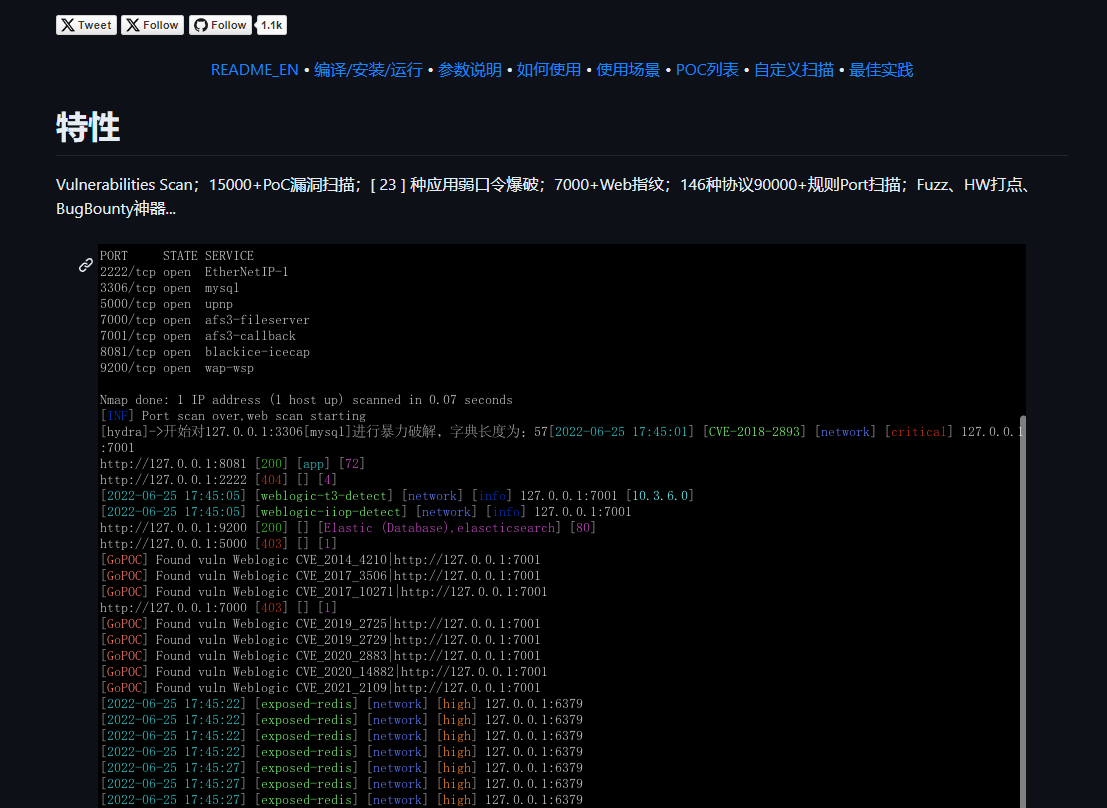 Tweet Follow Follow 1.1k
README_EN • 编译/安装/运行 • 参数说明 • 如何使用 • 使用场景 • POC列表 • 自定义扫描 • 最佳实践
特性
Vulnerabilities Scan；15000+PoC漏洞扫描；[ 23 ] 种应用弱口令爆破；7000+Web指纹；146种协议90000+规则Port扫描；Fuzz、HW打点、
BugBounty神器...
PORT     STATE SERVICE
2222/tcp open  EtherNetIP-1
3306/tcp open  mysql
5000/tcp open  upnp
7000/tcp open  afs3-fileserver
7001/tcp open  afs3-callback
8081/tcp open  blackice-icecap
9200/tcp open  wap-wsp
Nmap done: 1 IP address (1 host up) scanned in 0.07 seconds
[INF] Port scan over,web scan starting
[hydra]->开始对127.0.0.1:3306[mysql]进行暴力破解，字典长度为：57[2022-06-25 17:45:01] [CVE-2018-2893] [network] [critical] 127.0.0.1
:7001
http://127.0.0.1:8081 [200] [app] [72]
http://127.0.0.1:2222 [404] [] [4]
[2022-06-25 17:45:05] [weblogic-t3-detect] [network] [info] 127.0.0.1:7001 [10.3.6.0]
[2022-06-25 17:45:05] [weblogic-iiop-detect] [network] [info] 127.0.0.1:7001
http://127.0.0.1:9200 [200] [] [Elastic (Database),elascticsearch] [80]
http://127.0.0.1:5000 [403] [] [1]
[GoPOC] Found vuln Weblogic CVE_2014_4210|http://127.0.0.1:7001
[GoPOC] Found vuln Weblogic CVE_2017_3506|http://127.0.0.1:7001
[GoPOC] Found vuln Weblogic CVE_2017_10271|http://127.0.0.1:7001
http://127.0.0.1:7000 [403] [] [1]
[GoPOC] Found vuln Weblogic CVE_2019_2725|http://127.0.0.1:7001
[GoPOC] Found vuln Weblogic CVE_2019_2729|http://127.0.0.1:7001
[GoPOC] Found vuln Weblogic CVE_2020_2883|http://127.0.0.1:7001
[GoPOC] Found vuln Weblogic CVE_2020_14882|http://127.0.0.1:7001
[GoPOC] Found vuln Weblogic CVE_2021_2109|http://127.0.0.1:7001
[2022-06-25 17:45:22] [exposed-redis] [network] [high] 127.0.0.1:6379
[2022-06-25 17:45:22] [exposed-redis] [network] [high] 127.0.0.1:6379
[2022-06-25 17:45:22] [exposed-redis] [network] [high] 127.0.0.1:6379
[2022-06-25 17:45:22] [exposed-redis] [network] [high] 127.0.0.1:6379
[2022-06-25 17:45:27] [exposed-redis] [network] [high] 127.0.0.1:6379
[2022-06-25 17:45:27] [exposed-redis] [network] [high] 127.0.0.1:6379
[2022-06-25 17:45:27] [exposed-redis] [network] [high] 127.0.0.1:6379